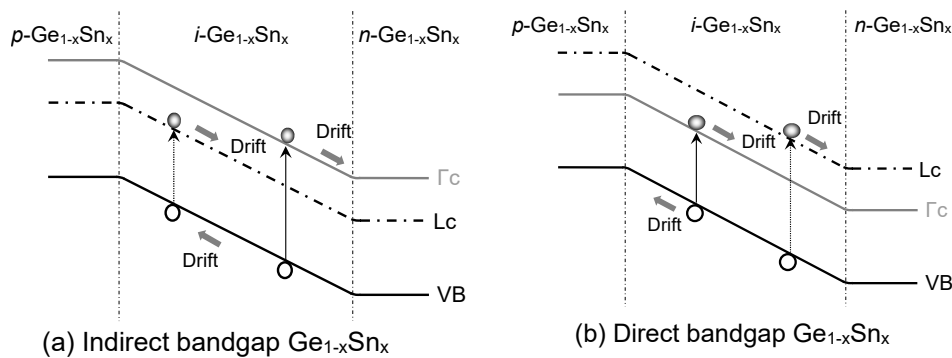 (a)
p-Ge1-xSnx i-Ge1-xSnx n-Ge1-xSnx
Drift
Drift
Γc
Lc
Drift
VB
(a) Indirect bandgap Ge1-xSnx
(b)
p-Ge1-xSnx i-Ge1-xSnx n-Ge1-xSnx
Drift
Drift
Lc
Γc
Drift
VB
(b) Direct bandgap Ge1-xSnx